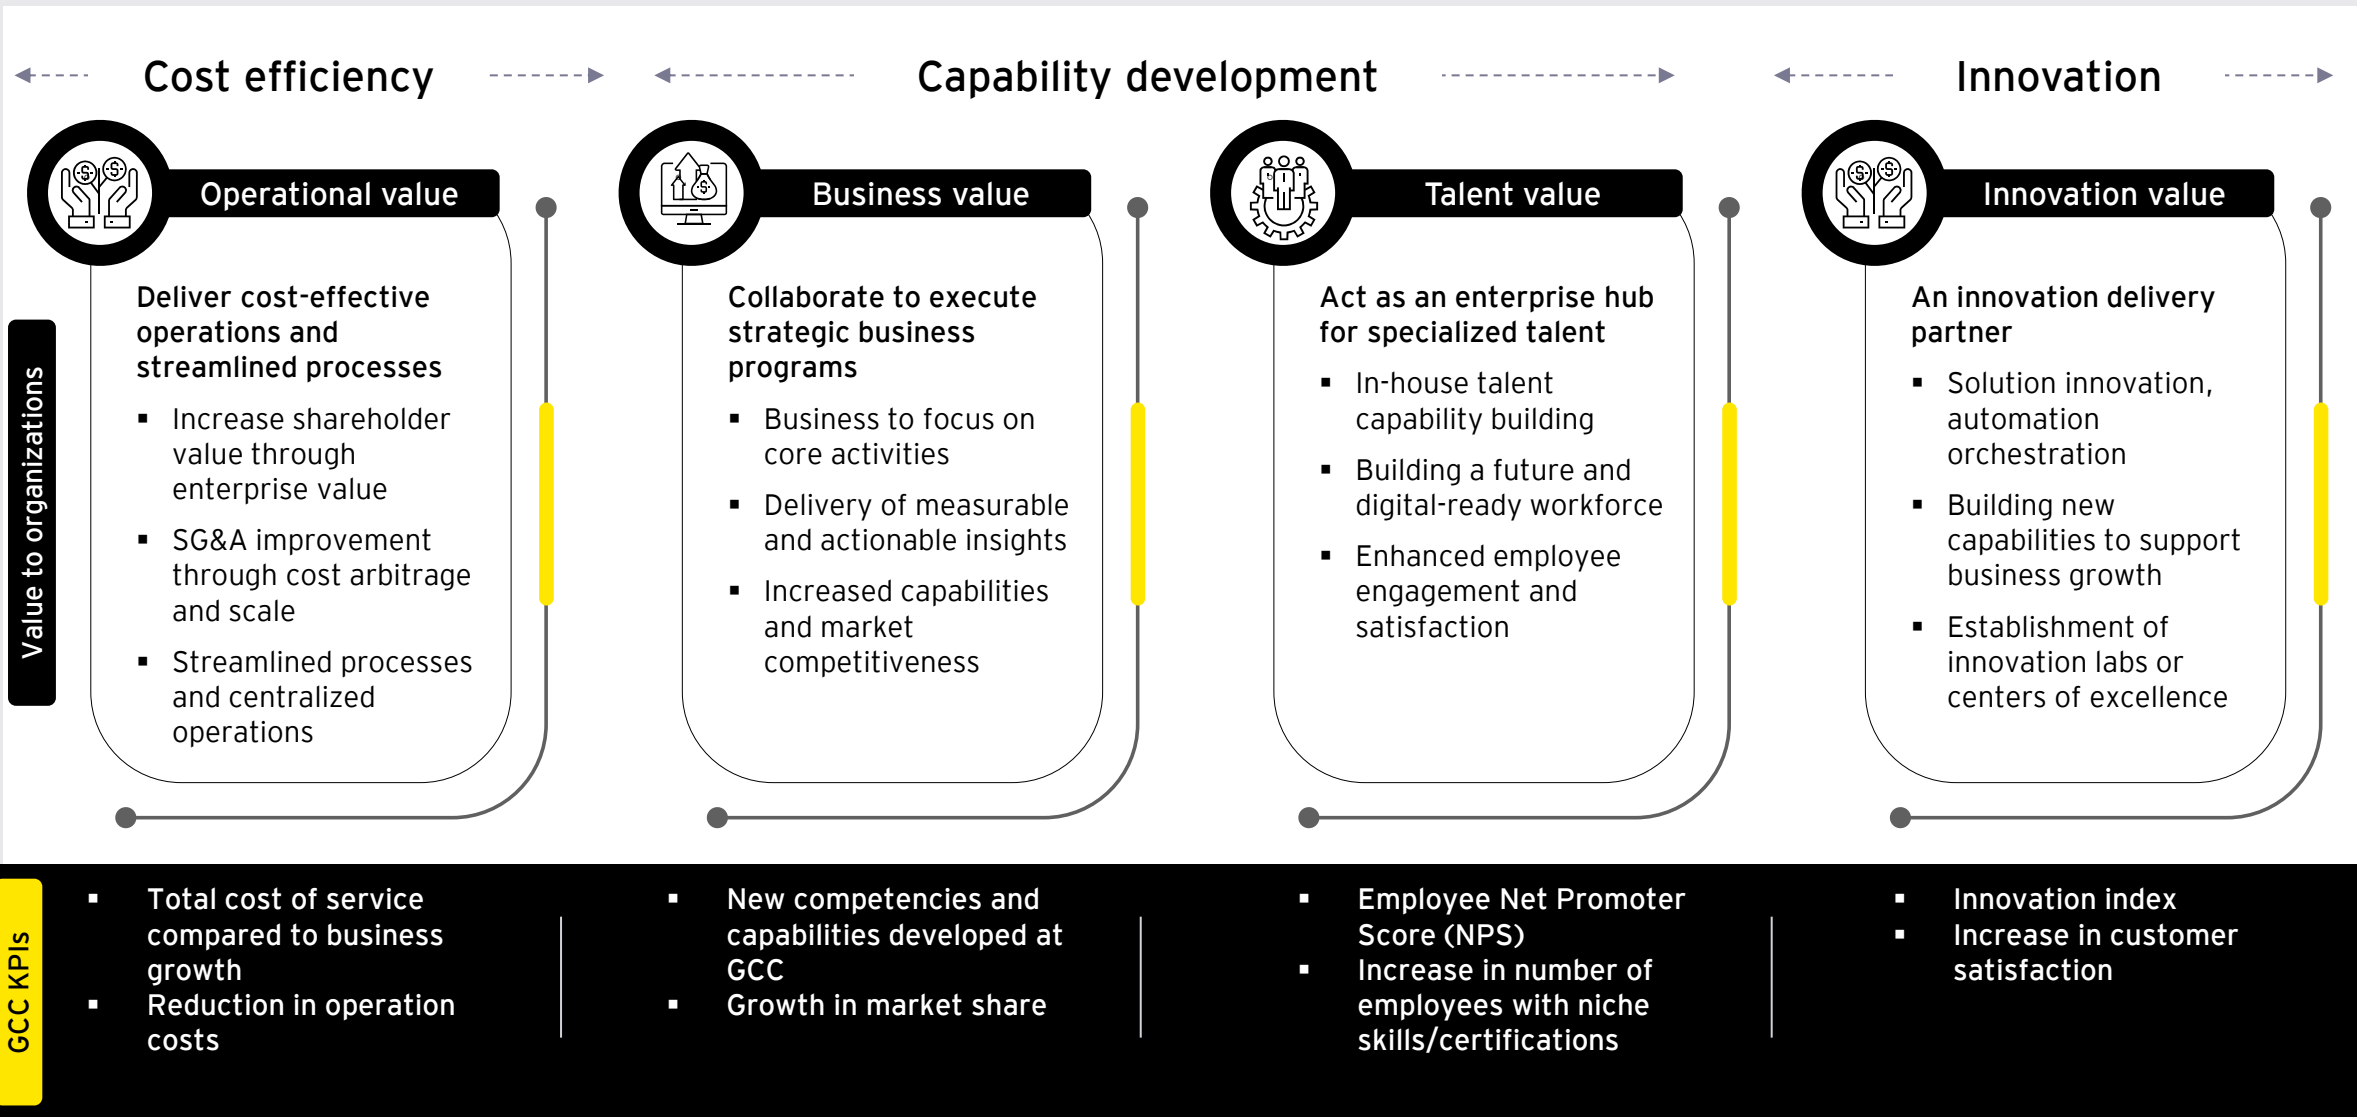 Cost efficiency
Capability development
Innovation
Value to organizations
Operational value
Deliver cost-effective
operations and
streamlined processes
▪ Increase shareholder
value through
enterprise value
▪ SG&A improvement
through cost arbitrage
and scale
▪ Streamlined processes
and centralized
operations
Business value
Collaborate to execute
strategic business
programs
▪ Business to focus on
core activities
▪ Delivery of measurable
and actionable insights
▪ Increased capabilities
and market
competitiveness
Talent value
Act as an enterprise hub
for specialized talent
▪ In-house talent
capability building
▪ Building a future and
digital-ready workforce
▪ Enhanced employee
engagement and
satisfaction
Innovation value
An innovation delivery
partner
▪ Solution innovation,
automation
orchestration
▪ Building new
capabilities to support
business growth
▪ Establishment of
innovation labs or
centers of excellence
GCC KPIs
▪ Total cost of service
compared to business
growth
▪ Reduction in operation
costs
▪ New competencies and
capabilities developed at
GCC
▪ Growth in market share
▪ Employee Net Promoter
Score (NPS)
▪ Increase in number of
employees with niche
skills/certifications
▪ Innovation index
▪ Increase in customer
satisfaction